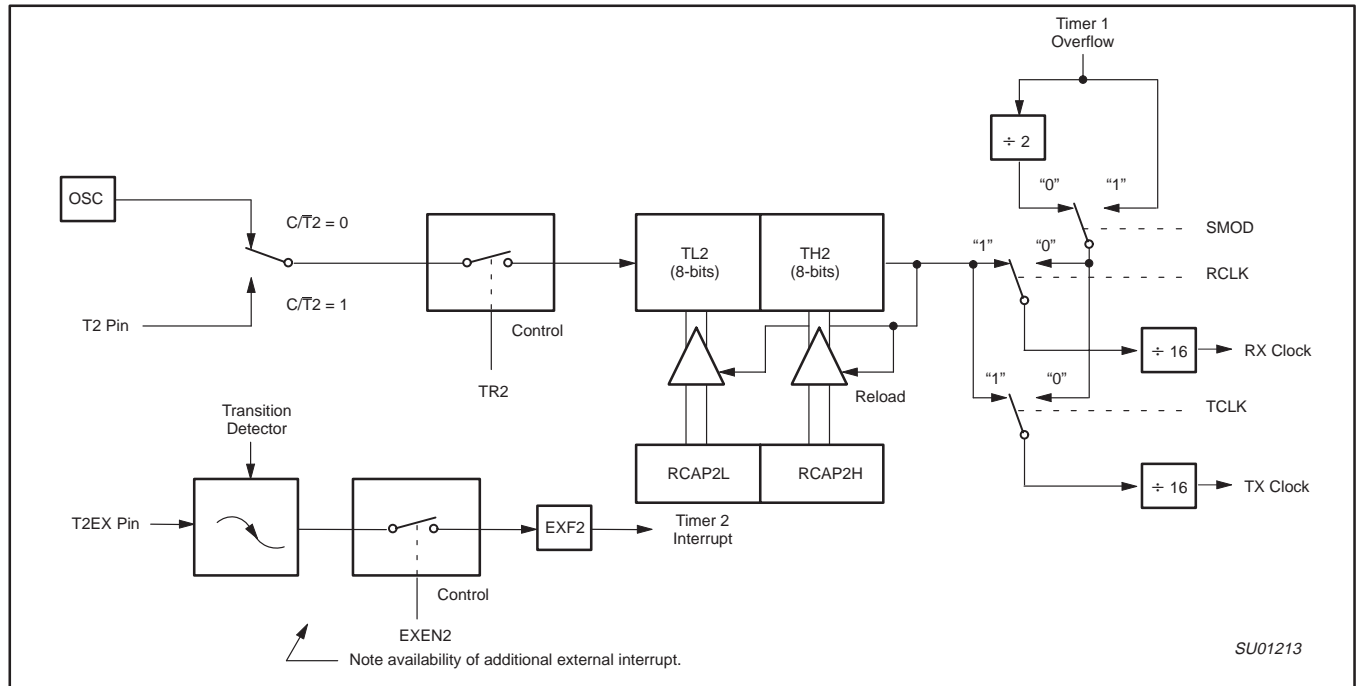 Timer 1
Overflow
÷ 2
“0”
“1”
OSC
C/T̅2 = 0
SMOD
TL2
(8-bits)
TH2
(8-bits)
“1”
“0”
RCLK
C/T̅2 = 1
T2 Pin
Control
÷ 16
RX Clock
TR2
Reload
“1”
“0”
TCLK
Transition
Detector
RCAP2L
RCAP2H
÷ 16
TX Clock
T2EX Pin
EXF2
Timer 2
Interrupt
Control
EXEN2
Note availability of additional external interrupt.
SU01213